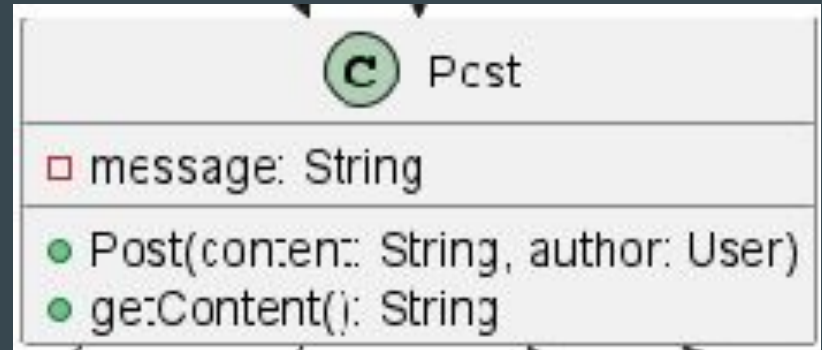 C Post
message: String
Post(content: String, author: User)
getContent(): String